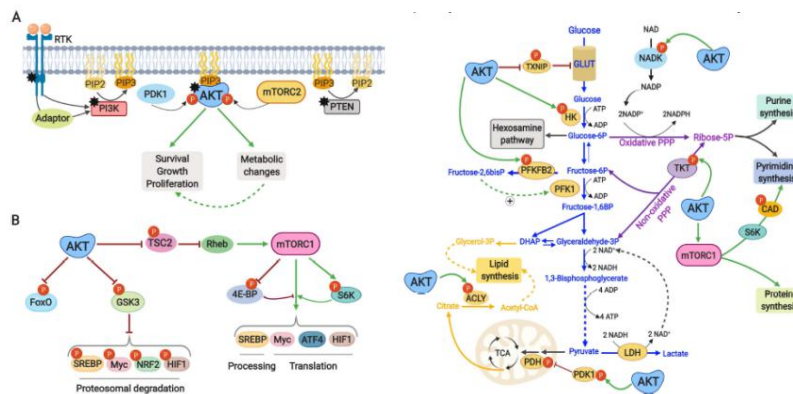 A
RTK
PIP2
PIP3
PIP3
PIP3
PIP2
PI3K
Adaptor
PDK1
P
AKT
P
mTORC2
PTEN
Survival
Growth
Proliferation
Metabolic
changes
B
AKT
P
TSC2
Rheb
mTORC1
P
FoxO
P
GSK3
P
4E-BP
P
S6K
P
SREBP
P
Myc
P
NRF2
P
HIF1
Proteosomal degradation
SREBP
Myc
ATF4
HIF1
Processing
Translation
Glucose
AKT
P
TXNIP
GLUT
NAD
NADK
P
AKT
NADP
Glucose
P
HK
ATP
ADP
2NADP⁺
2NADPH
Hexosamine
pathway
Glucose-6P
Oxidative PPP
Ribose-5P
Purine
synthesis
Pyrimidine
synthesis
P
PFKFB2
Fructose-2,6bisP
Fructose-6P
TKT
P
+
PFK1
ATP
ADP
Fructose-1,6BP
Non-oxidative
PPP
AKT
P
CAD
S6K
mTORC1
Protein
synthesis
Glycerol-3P
DHAP
Glyceraldehyde-3P
Lipid
synthesis
2 NAD⁺
2 NADH
1,3-Bisphosphoglycerate
AKT
P
ACLY
Citrate
Acetyl-CoA
4 ADP
4 ATP
2 NADH
2 NAD⁺
TCA
PDH
P
Pyruvate
LDH
Lactate
PDK1
P
AKT